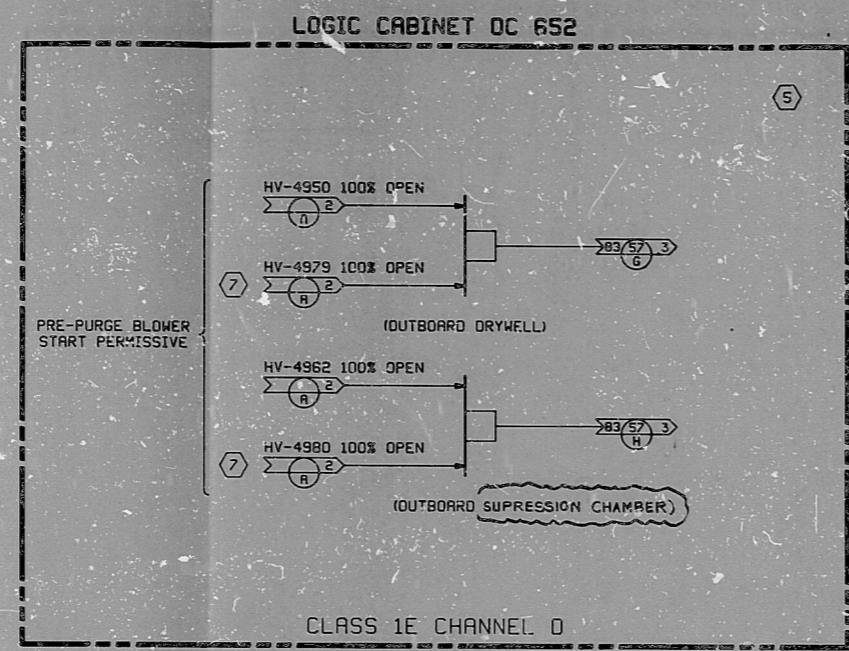 LOGIC CABINET DC 652
5
HV-4950 100% OPEN
2
A
83 57 3
G
HV-4979 100% OPEN
7
2
A
PRE-PURGE BLOWER
START PERMISSIVE
(OUTBOARD DRYWELL)
HV-4962 100% OPEN
2
A
83 57 3
H
HV-4980 100% OPEN
7
2
A
(OUTBOARD SUPRESSION CHAMBER)
CLASS 1E CHANNEL D